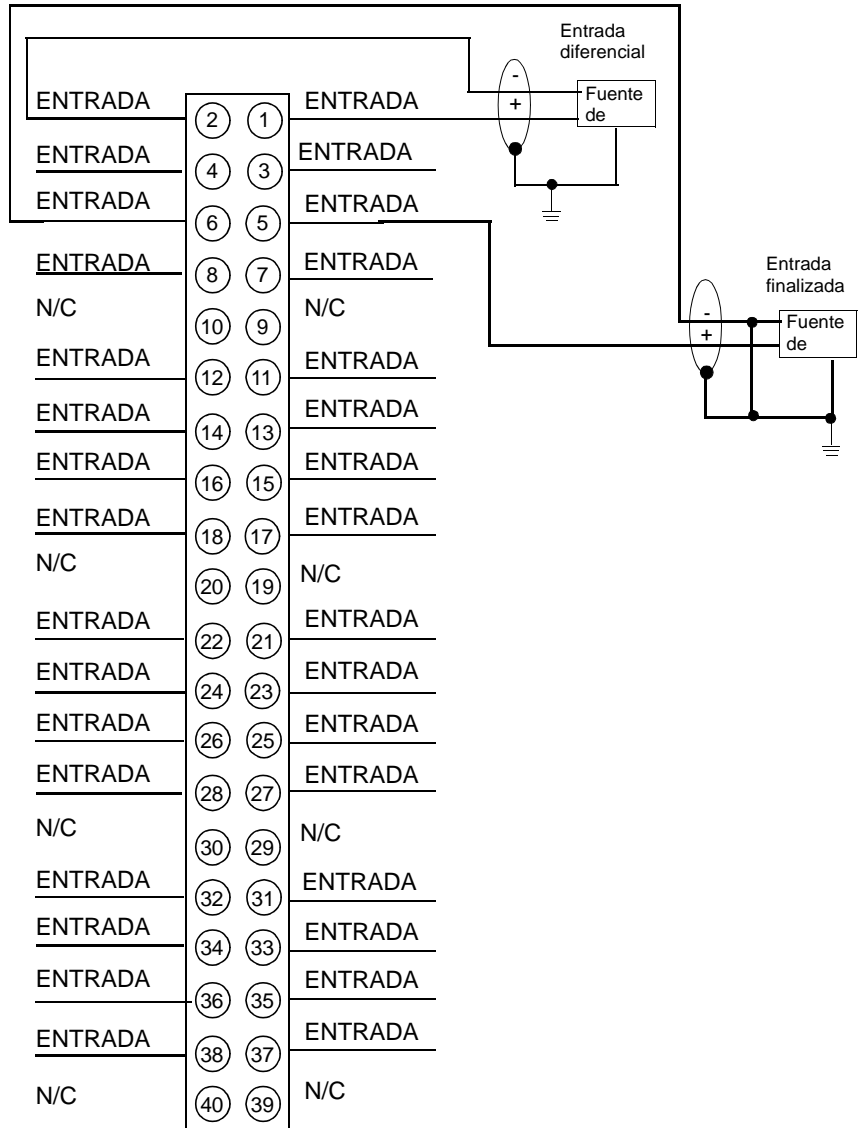 Entrada
diferencial
-
+
Fuente
de
ENTRADA 2 1 ENTRADA
ENTRADA 4 3 ENTRADA
ENTRADA 6 5 ENTRADA
ENTRADA 8 7 ENTRADA
N/C 10 9 N/C
Entrada
finalizada
-
+
Fuente
de
ENTRADA 12 11 ENTRADA
ENTRADA 14 13 ENTRADA
ENTRADA 16 15 ENTRADA
ENTRADA 18 17 ENTRADA
N/C 20 19 N/C
ENTRADA 22 21 ENTRADA
ENTRADA 24 23 ENTRADA
ENTRADA 26 25 ENTRADA
ENTRADA 28 27 ENTRADA
N/C 30 29 N/C
ENTRADA 32 31 ENTRADA
ENTRADA 34 33 ENTRADA
ENTRADA 36 35 ENTRADA
ENTRADA 38 37 ENTRADA
N/C 40 39 N/C